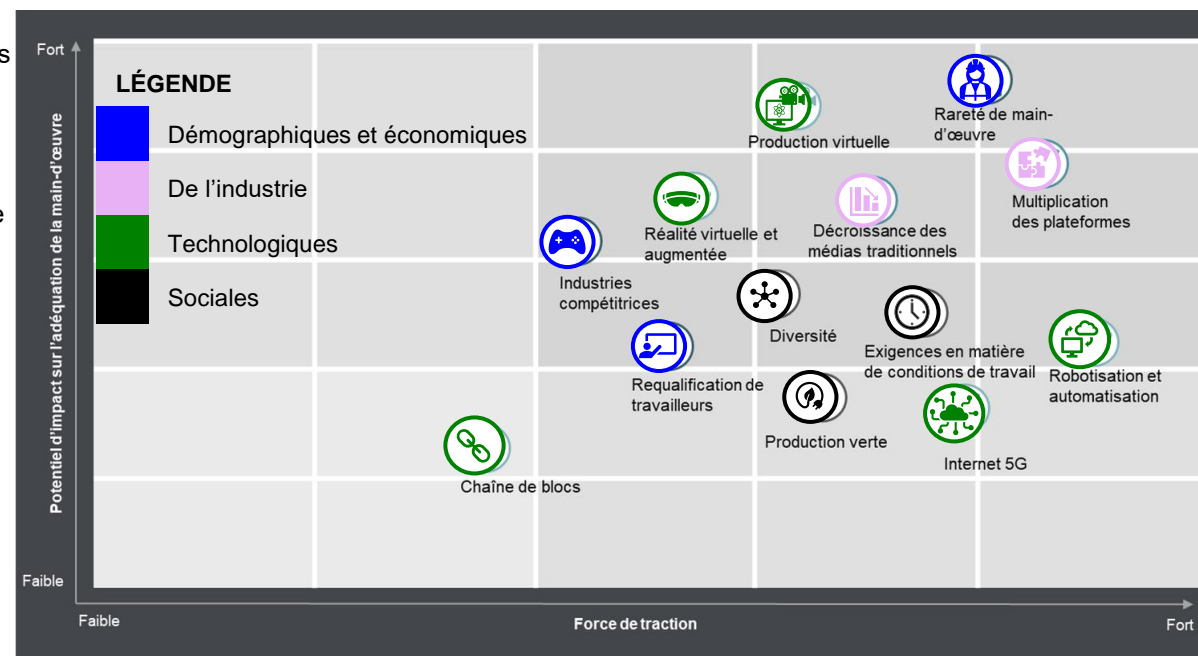 s
e
Fort
Potentiel d'impact sur l'adéquation de la main-d'œuvre
LÉGENDE
Démographiques et économiques
De l'industrie
Technologiques
Sociales
Production virtuelle
Rareté de main-
d'œuvre
Multiplication
des plateformes
Réalité virtuelle et
augmentée
Décroissance des
médias traditionnels
Industries
compétitrices
Diversité
Exigences en matière
de conditions de travail
Robotisation et
automatisation
Requalification de
travailleurs
Production verte
Internet 5G
Chaîne de blocs
Faible
Faible
Force de traction
Fort